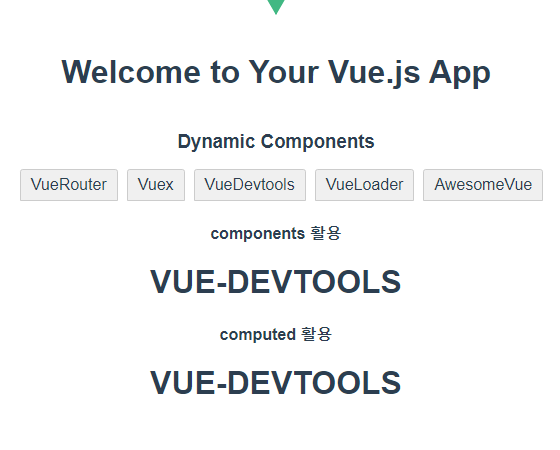 Welcome to Your Vue.js App
Dynamic Components
VueRouter Vuex VueDevtools VueLoader AwesomeVue
components 활용
VUE-DEVTOOLS
computed 활용
VUE-DEVTOOLS